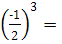 (-1/2)³ =